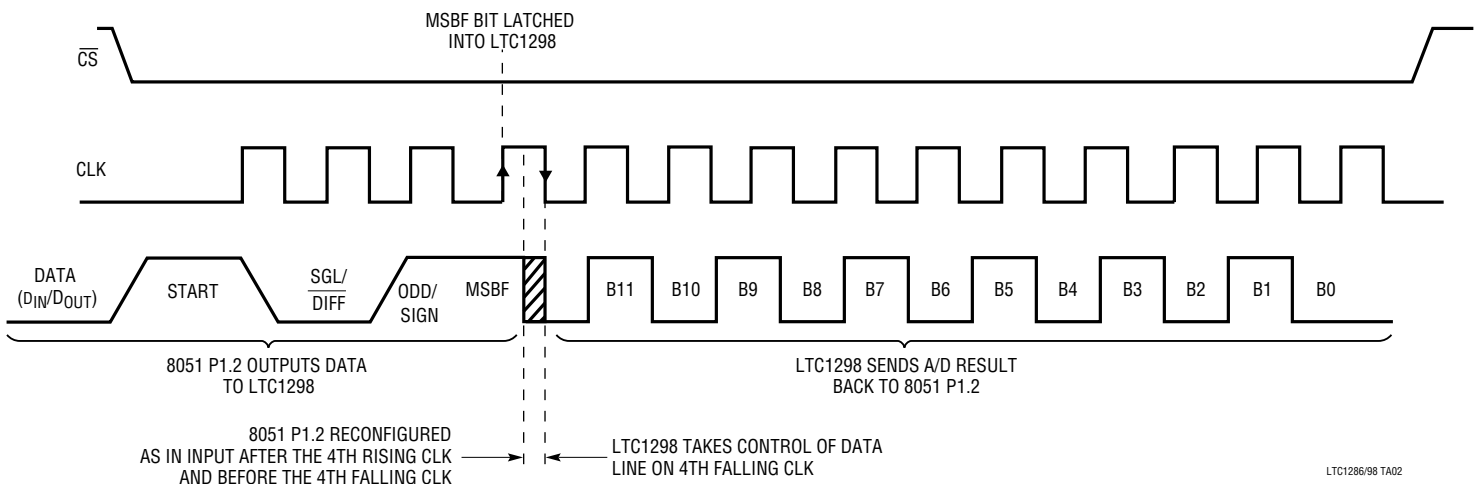 MSBF BIT LATCHED
INTO LTC1298
CS
CLK
DATA
(DIN/DOUT)
START
SGL/
DIFF
ODD/
SIGN
MSBF
B11
B10
B9
B8
B7
B6
B5
B4
B3
B2
B1
B0
8051 P1.2 OUTPUTS DATA
TO LTC1298
LTC1298 SENDS A/D RESULT
BACK TO 8051 P1.2
8051 P1.2 RECONFIGURED
AS IN INPUT AFTER THE 4TH RISING CLK
AND BEFORE THE 4TH FALLING CLK
LTC1298 TAKES CONTROL OF DATA
LINE ON 4TH FALLING CLK
LTC1286/98 TA02